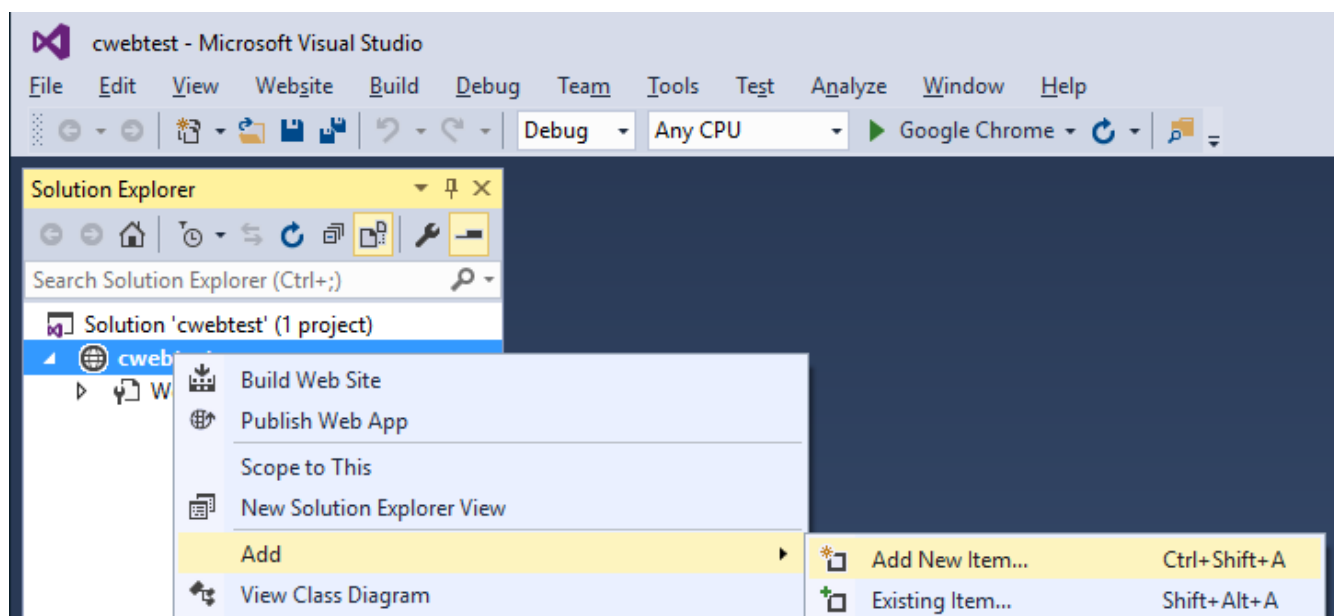 cwebtest - Microsoft Visual Studio
File Edit View Website Build Debug Team Tools Test Analyze Window Help
Debug Any CPU Google Chrome
Solution Explorer
Search Solution Explorer (Ctrl+;)
Solution 'cwebtest' (1 project)
Build Web Site
Publish Web App
Scope to This
New Solution Explorer View
Add
Add New Item... Ctrl+Shift+A
View Class Diagram
Existing Item... Shift+Alt+A